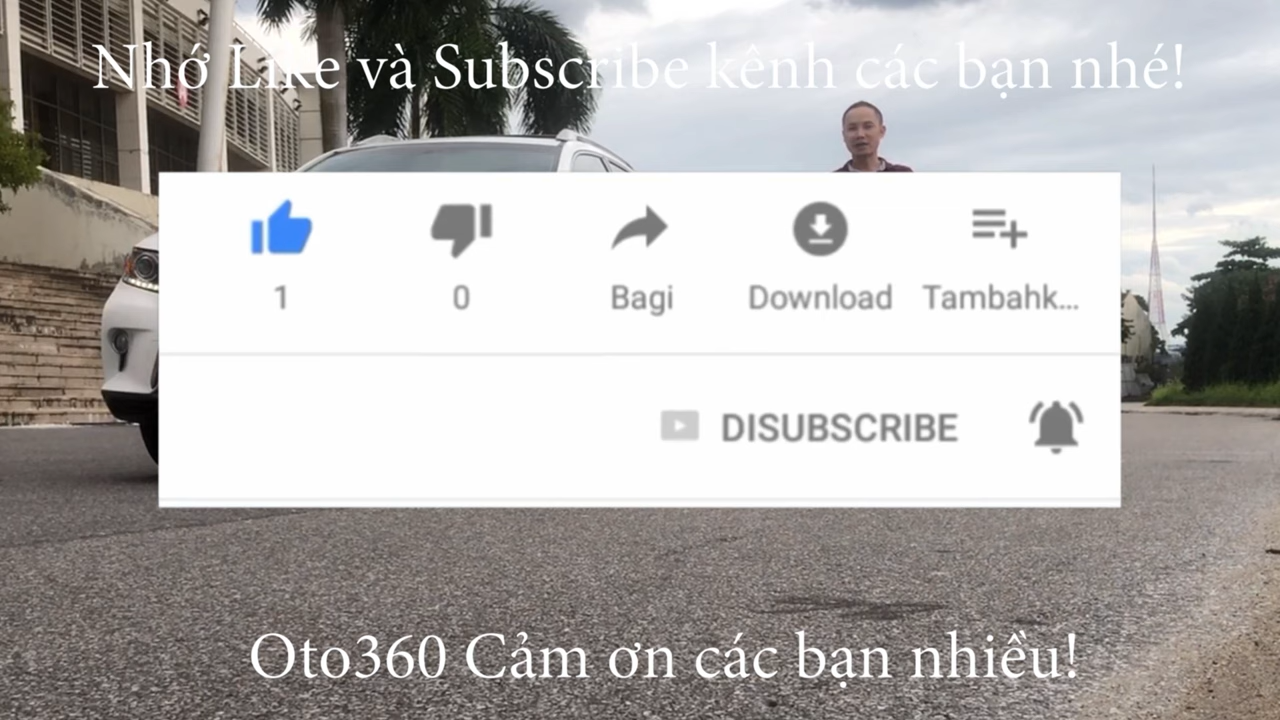 Nhớ Like và Subscribe kênh các bạn nhé!
1 0 Bagi Download Tambahk...
DISUBSCRIBE
Oto360 Cảm ơn các bạn nhiều!